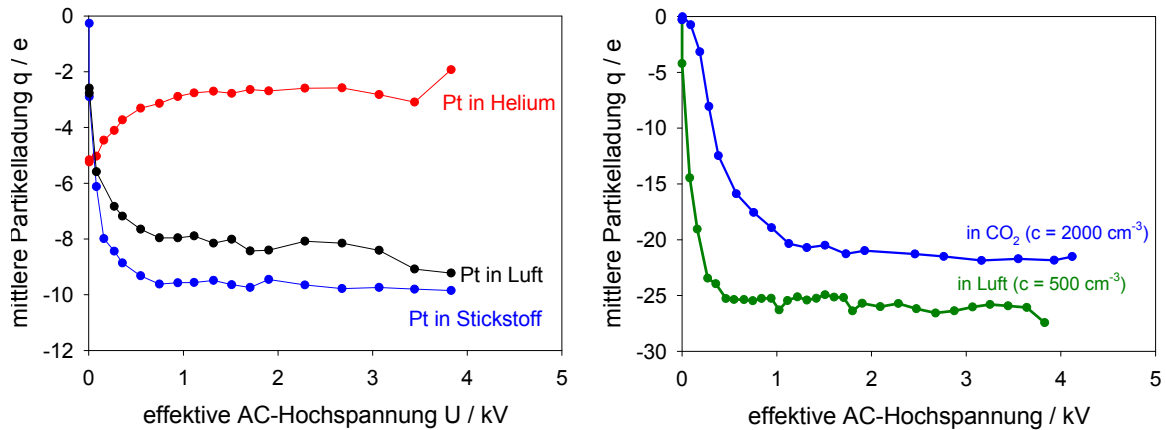 mittlere Partikelladung q / e
0
-2
-4
-6
-8
-10
-12
Pt in Helium
Pt in Luft
Pt in Stickstoff
0 1 2 3 4 5
effektive AC-Hochspannung U / kV
mittlere Partikelladung q / e
0
-5
-10
-15
-20
-25
-30
in CO₂ (c = 2000 cm⁻³)
in Luft (c = 500 cm⁻³)
0 1 2 3 4 5
effektive AC-Hochspannung / kV